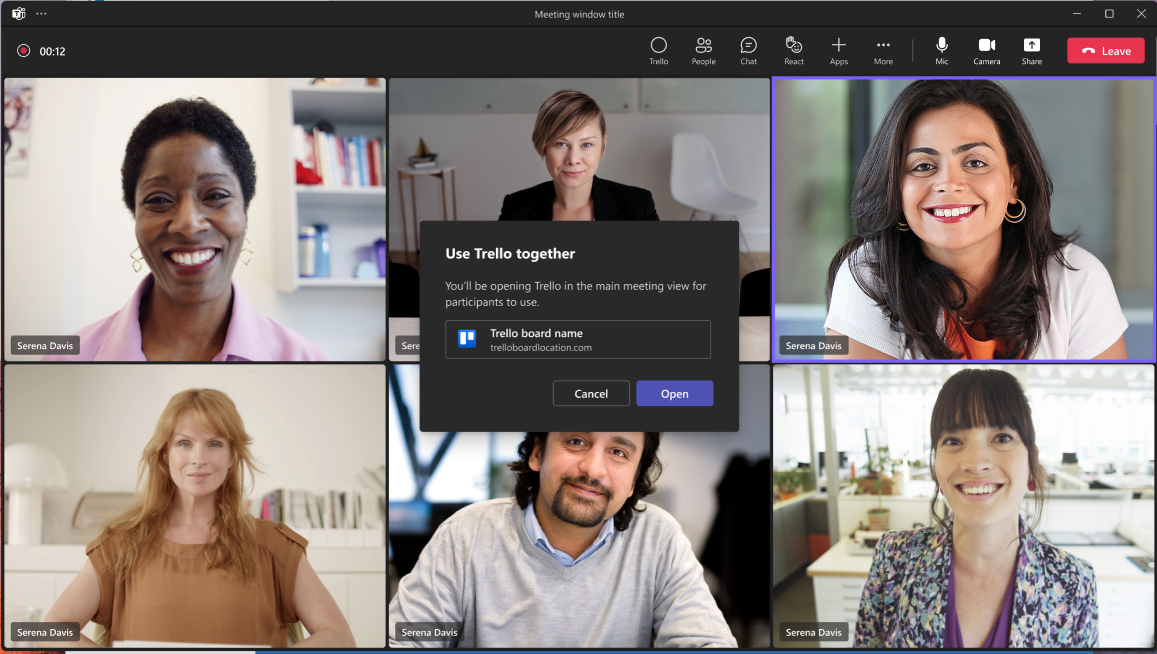 Meeting window title
00:12
Trello
People
Chat
React
Apps
More
Mic
Camera
Share
Leave
Use Trello together
You'll be opening Trello in the main meeting view for
participants to use.
Trello board name
trelloboardlocation.com
Cancel
Open
Serena Davis
Sere
Serena Davis
Serena Davis
Serena Davis
Serena Davis